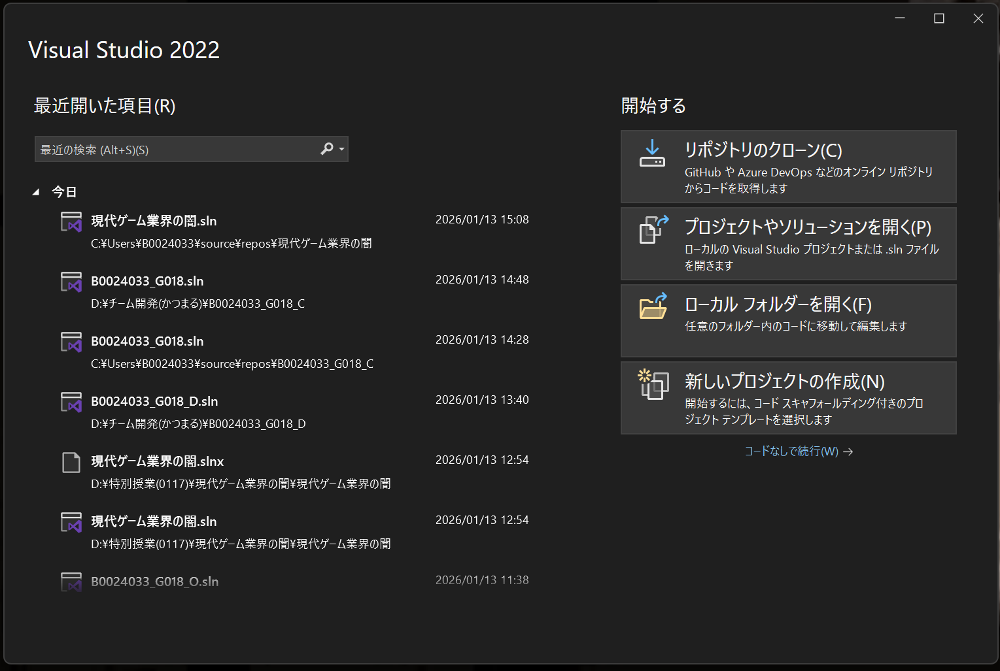 Visual Studio 2022
最近開いた項目(R)
最近の検索 (Alt+S)(S)
今日
現代ゲーム業界の闇.sln
2026/01/13 15:08
C:¥Users¥B0024033¥source¥repos¥現代ゲーム業界の闇
B0024033_G018.sln
2026/01/13 14:48
D:¥チーム開発(かつまる)¥B0024033_G018_C
B0024033_G018.sln
2026/01/13 14:28
C:¥Users¥B0024033¥source¥repos¥B0024033_G018_C
B0024033_G018_D.sln
2026/01/13 13:40
D:¥チーム開発(かつまる)¥B0024033_G018_D
現代ゲーム業界の闇.slnx
2026/01/13 12:54
D:¥特別授業(0117)¥現代ゲーム業界の闇¥現代ゲーム業界の闇
現代ゲーム業界の闇.sln
2026/01/13 12:54
D:¥特別授業(0117)¥現代ゲーム業界の闇¥現代ゲーム業界の闇
B0024033_G018_O.sln
2026/01/13 11:38
開始する
リポジトリのクローン(C)
GitHub や Azure DevOps などのオンライン リポジトリ
からコードを取得します
プロジェクトやソリューションを開く(P)
ローカルの Visual Studio プロジェクトまたは .sln ファイル
を開きます
ローカル フォルダーを開く(F)
任意のフォルダー内のコードに移動して編集します
新しいプロジェクトの作成(N)
開始するには、コード スキャフォールディング付きのプロ
ジェクト テンプレートを選択します
コードなしで続行(W) →